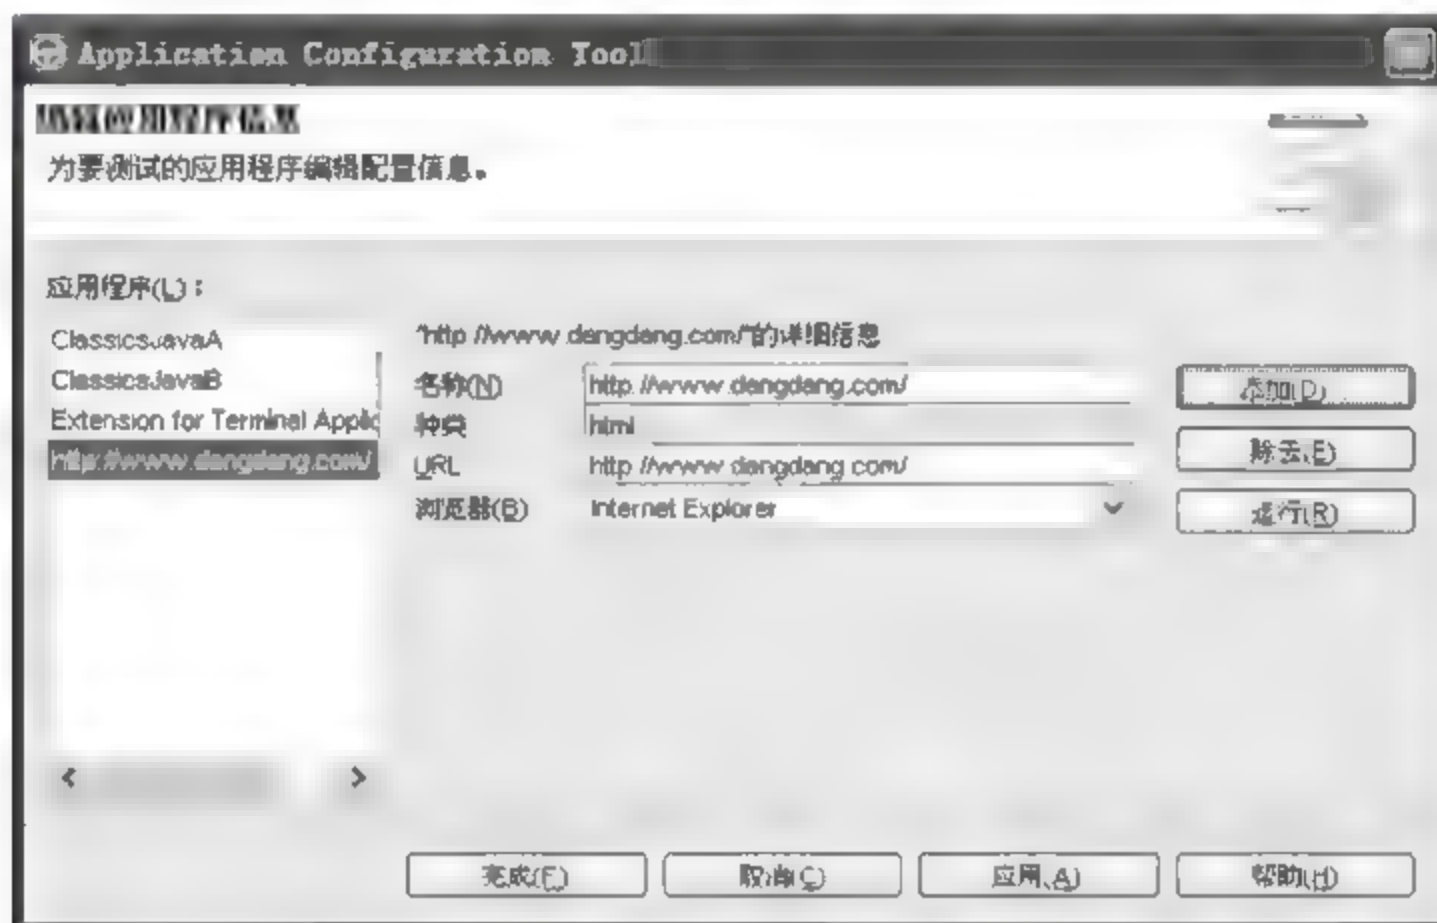 Application Configuration Tool
编辑应用程序信息
为要测试的应用程序编辑配置信息。
应用程序(L):
ClassicsJavaA
ClassicsJavaB
Extension for Terminal Applic
http://www.dangdang.com/
"http://www.dangdang.com/"的详细信息
名称(N)
http://www.dangdang.com/
种类
html
URL
http://www.dangdang.com/
浏览器(B)
Internet Explorer
添加(D)
除去(E)
运行(R)
完成(F)
取消(C)
应用(A)
帮助(H)